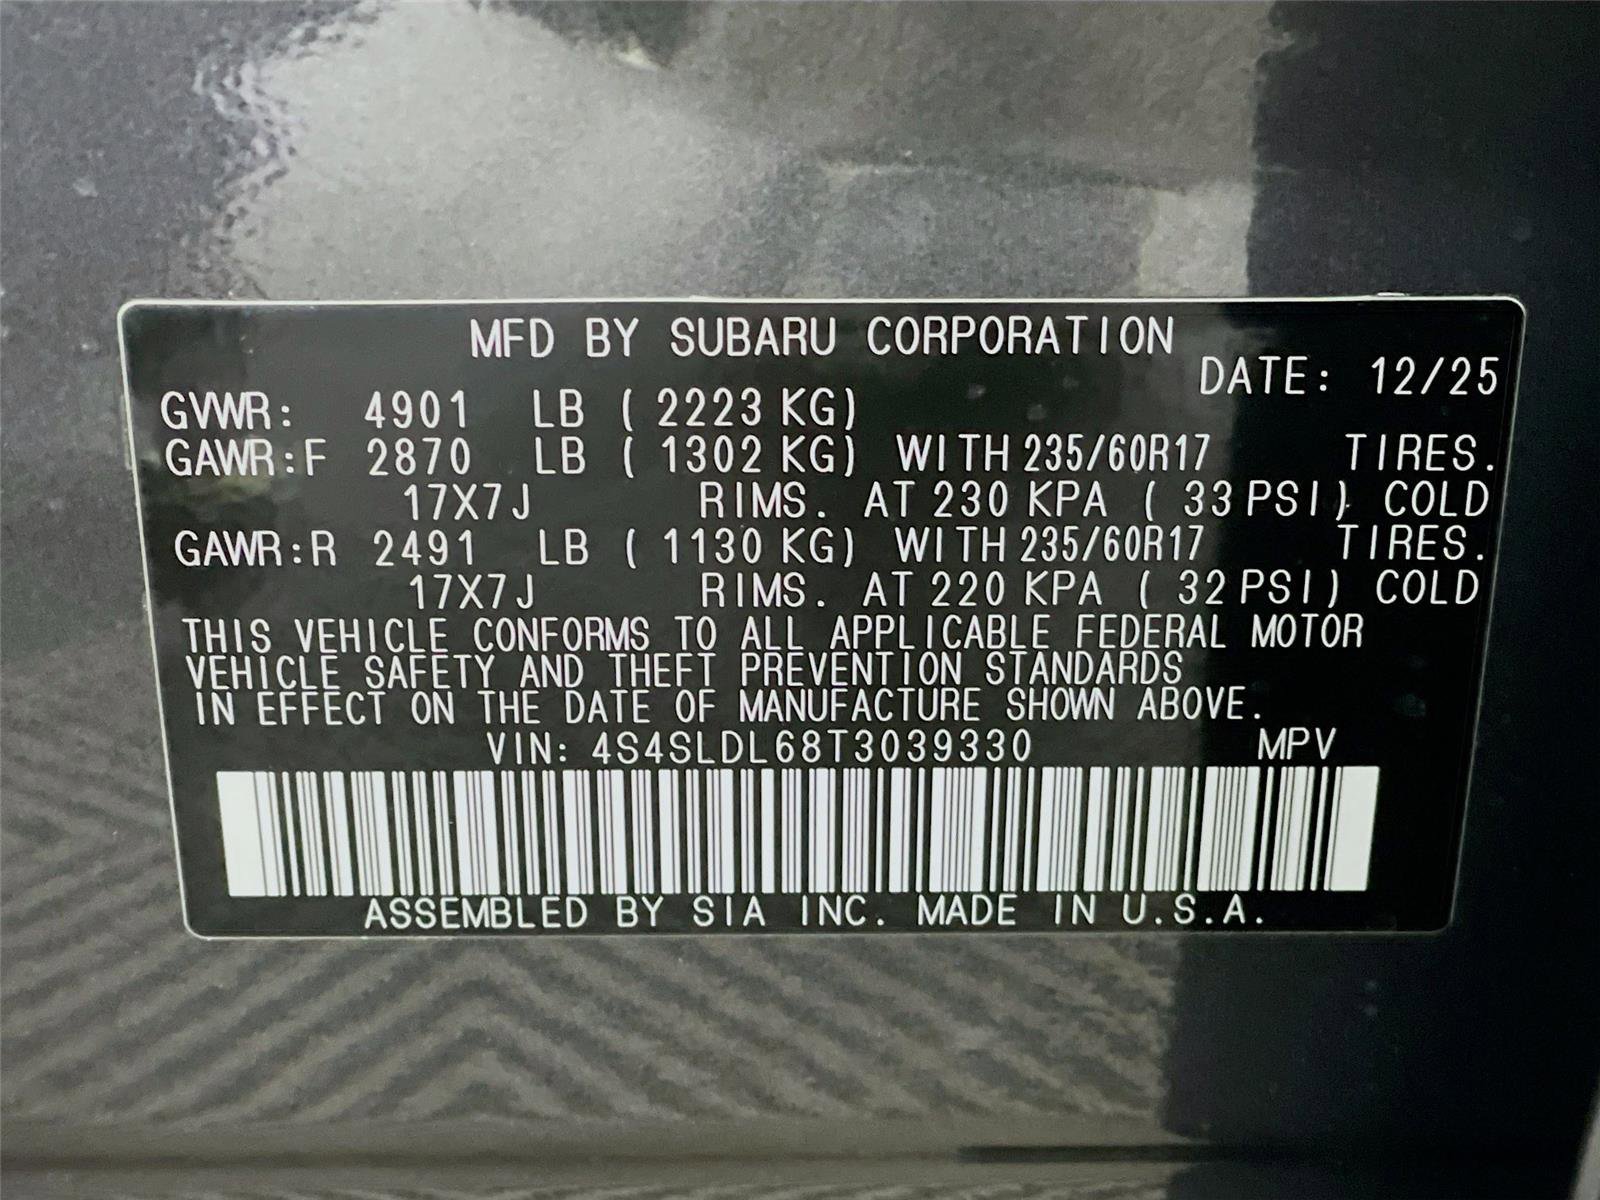 MFD BY SUBARU CORPORATION
DATE: 12/25
GVWR: 4901 LB ( 2223 KG)
GAWR:F 2870 LB ( 1302 KG) WITH 235/60R17 TIRES.
17X7J RIMS. AT 230 KPA ( 33 PSI) COLD
GAWR:R 2491 LB ( 1130 KG) WITH 235/60R17 TIRES.
17X7J RIMS. AT 220 KPA ( 32 PSI) COLD
THIS VEHICLE CONFORMS TO ALL APPLICABLE FEDERAL MOTOR
VEHICLE SAFETY AND THEFT PREVENTION STANDARDS
IN EFFECT ON THE DATE OF MANUFACTURE SHOWN ABOVE.
VIN: 4S4SLDL68T3039330 MPV
ASSEMBLED BY SIA INC. MADE IN U.S.A.